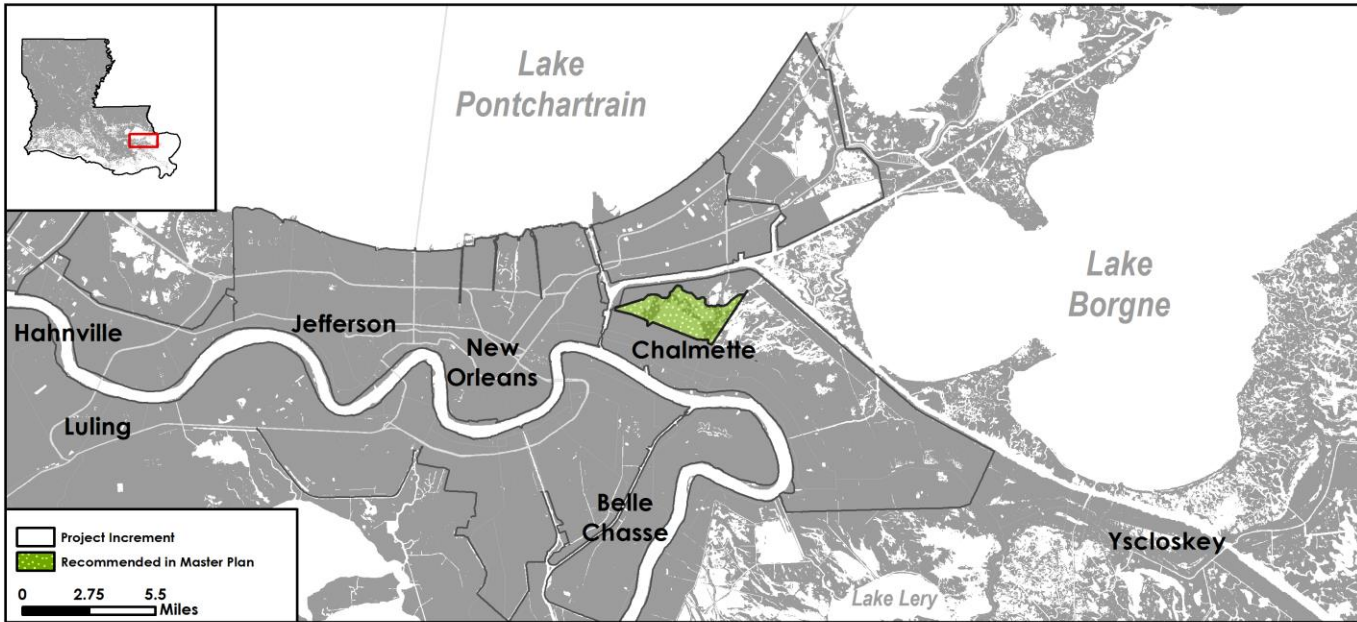 Lake
Pontchartrain
Lake
Borgne
Hahnville
Jefferson
New
Orleans
Chalmette
Luling
Belle
Chasse
Yscloskey
Lake Lery
Project Increment
Recommended in Master Plan
0 2.75 5.5
Miles